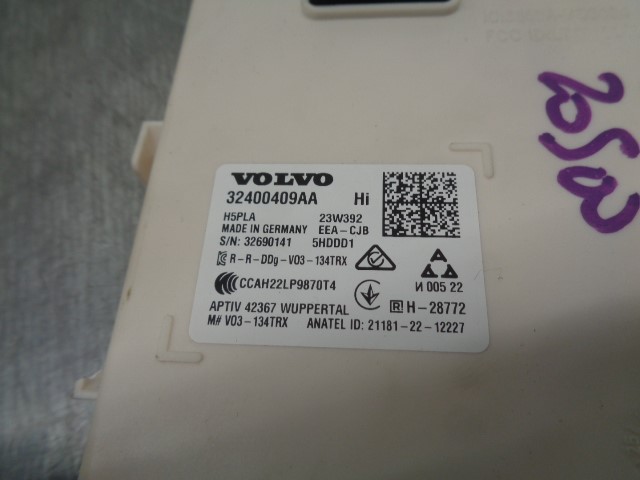 VOLVO
32400409AA Hi
H5PLA 23W392
MADE IN GERMANY EEA-CJB
S/N: 32690141 5HDDD1
R-R-DDg-V03-134TRX
CCAH22LP9870T4
И 005 22
APTIV 42367 WUPPERTAL
R H-28772
M# V03-134TRX ANATEL ID: 21181-22-12227